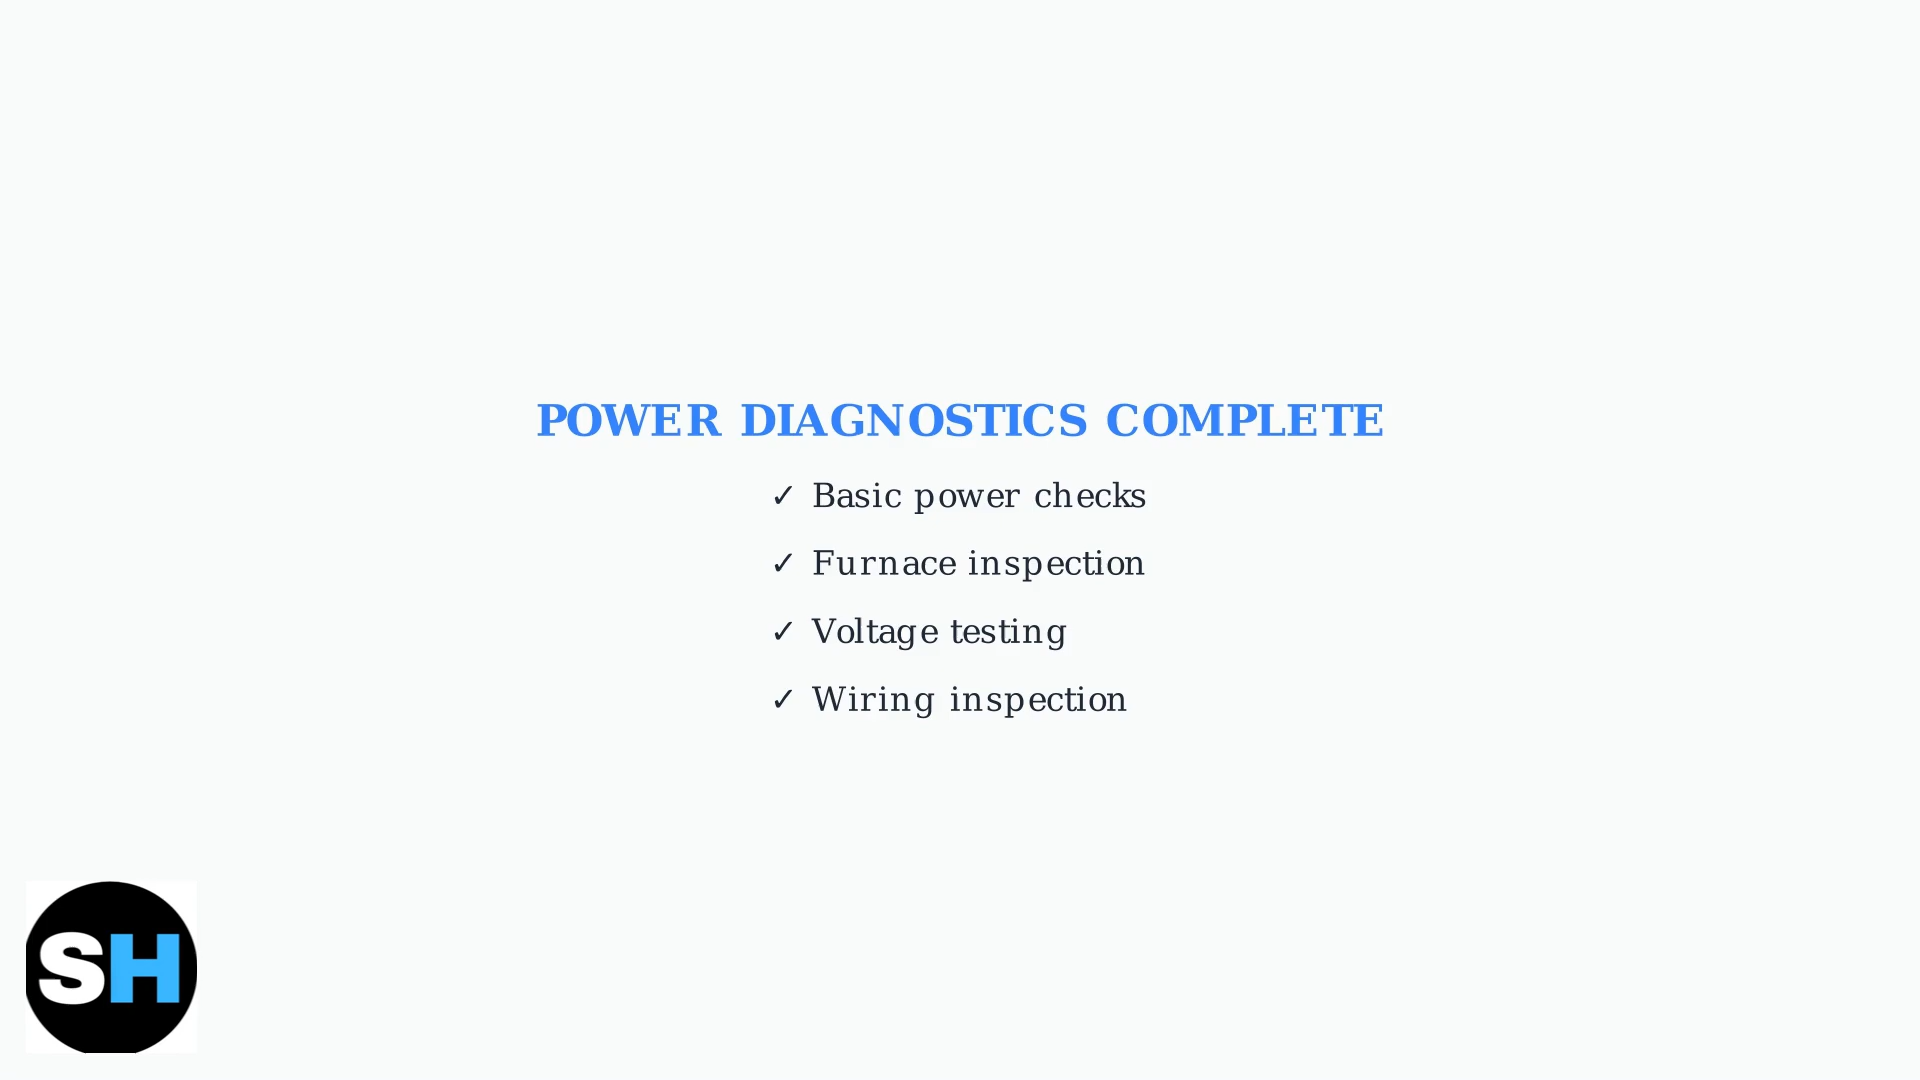 POWER DIAGNOSTICS COMPLETE
✓ Basic power checks
✓ Furnace inspection
✓ Voltage testing
✓ Wiring inspection
SH